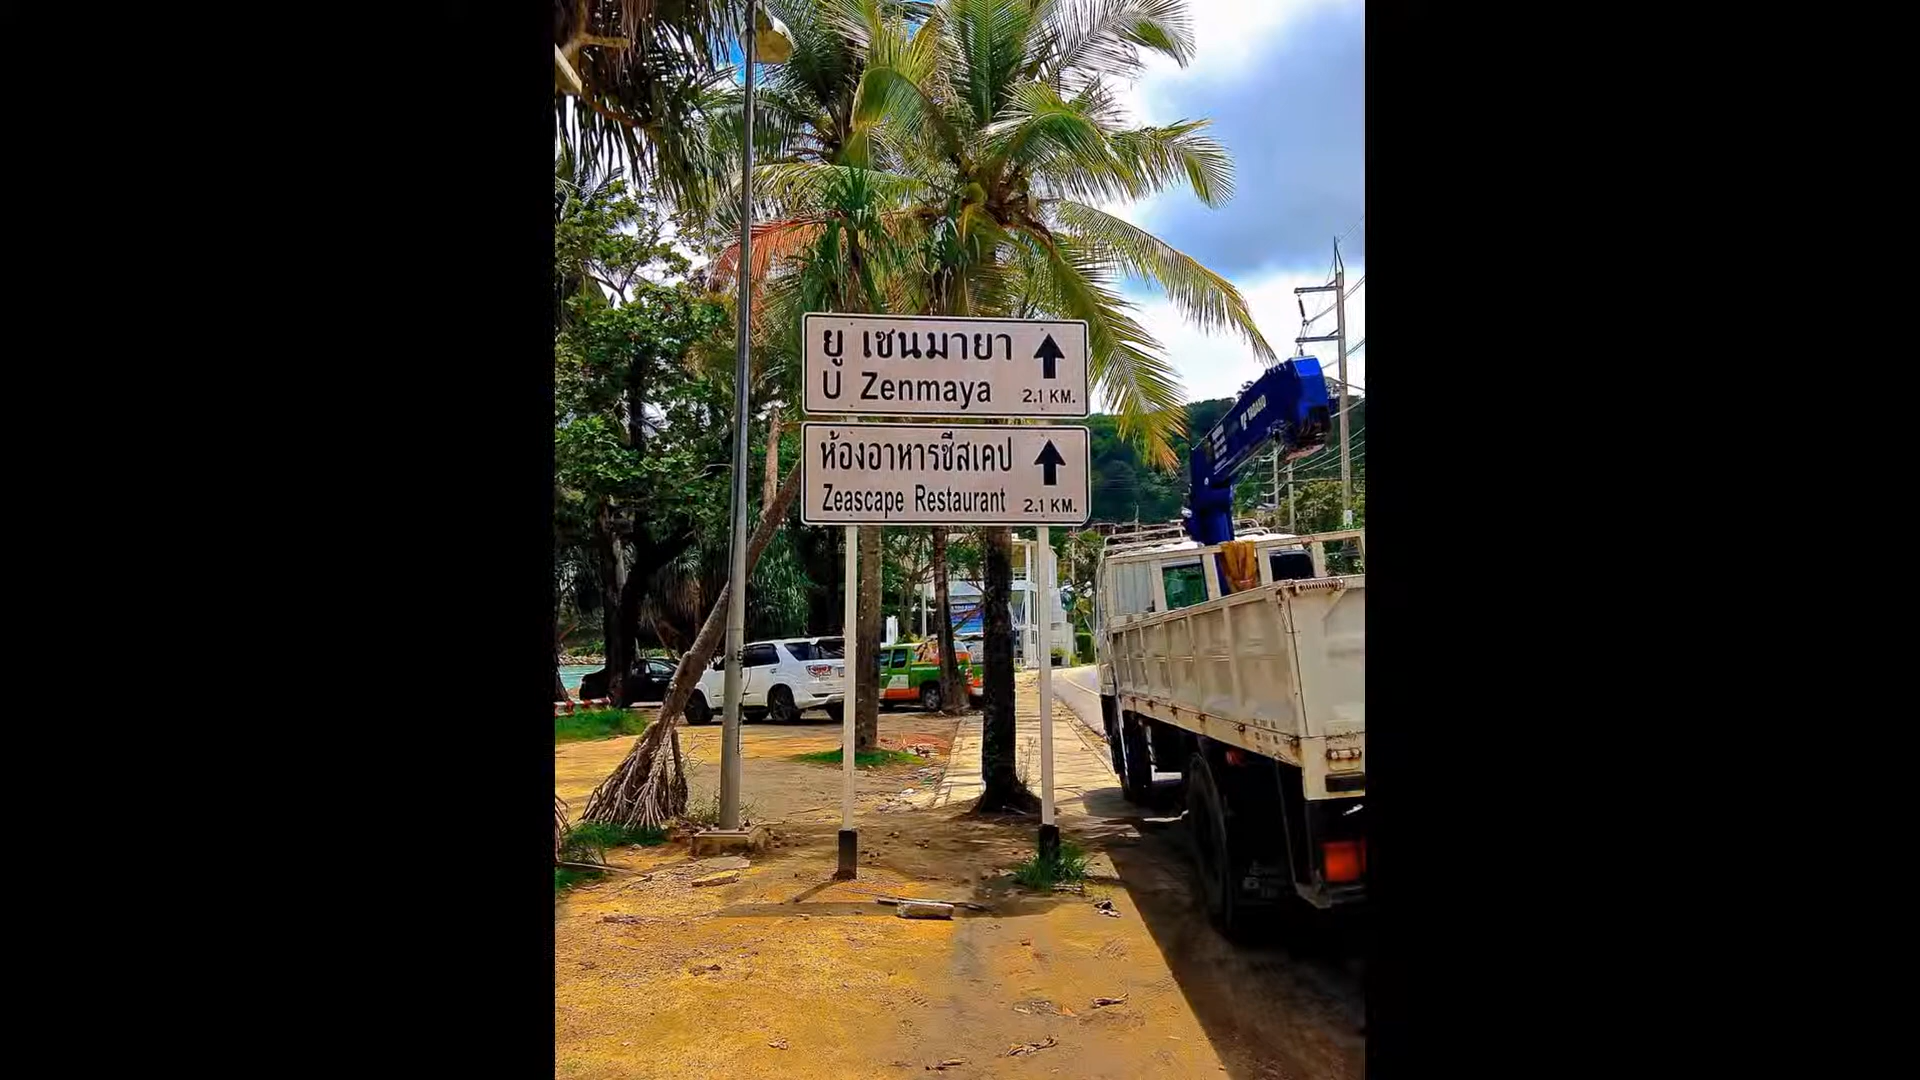 ยู เซนมายา
U Zenmaya 2.1 KM.
ห้องอาหารซีสเคป
Zeascape Restaurant 2.1 KM.
TADANO